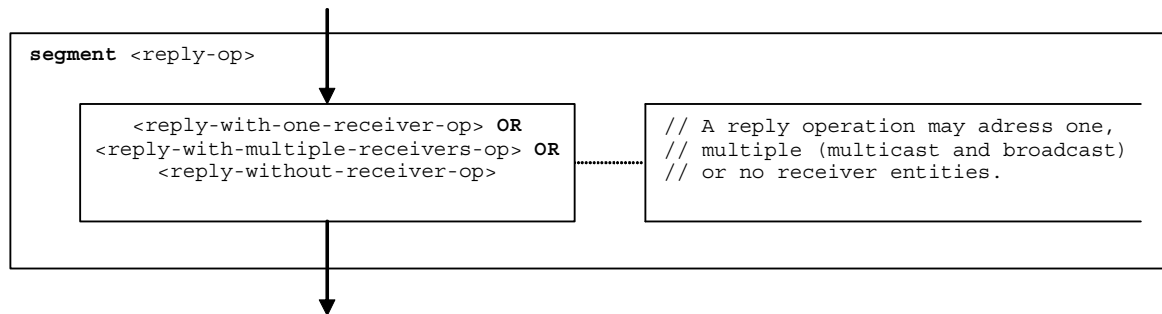 segment <reply-op>
<reply-with-one-receiver-op> OR
<reply-with-multiple-receivers-op> OR
<reply-without-receiver-op>
// A reply operation may adress one,
// multiple (multicast and broadcast)
// or no receiver entities.